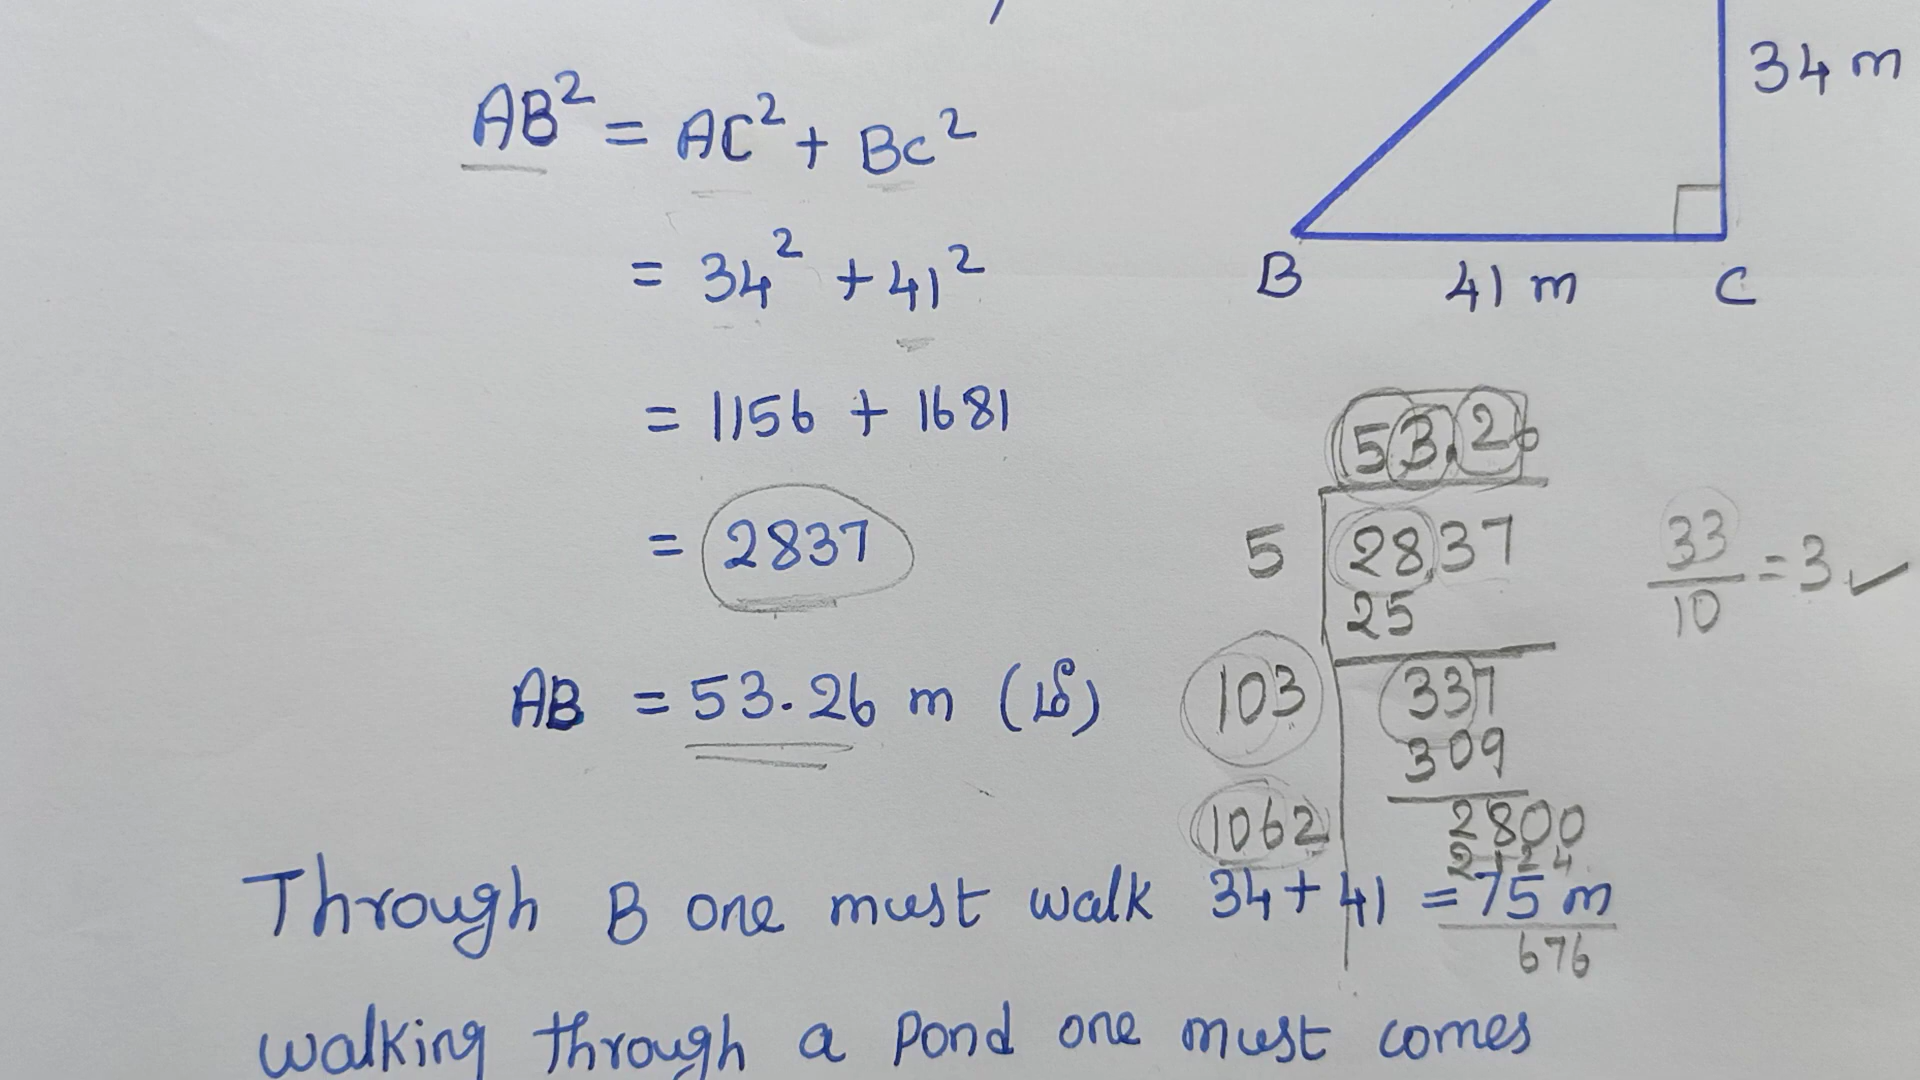 AB² = AC² + BC²
= 34² + 41²
= 1156 + 1681
= 2837
AB = 53.26 m (மீ)
34 m
B 41 m C
53.26
5 28,37
25
33/10 = 3 ✓
103 337
309
1062 2800
2124
676
Through B one must walk 34 + 41 = 75 m
walking through a pond one must comes